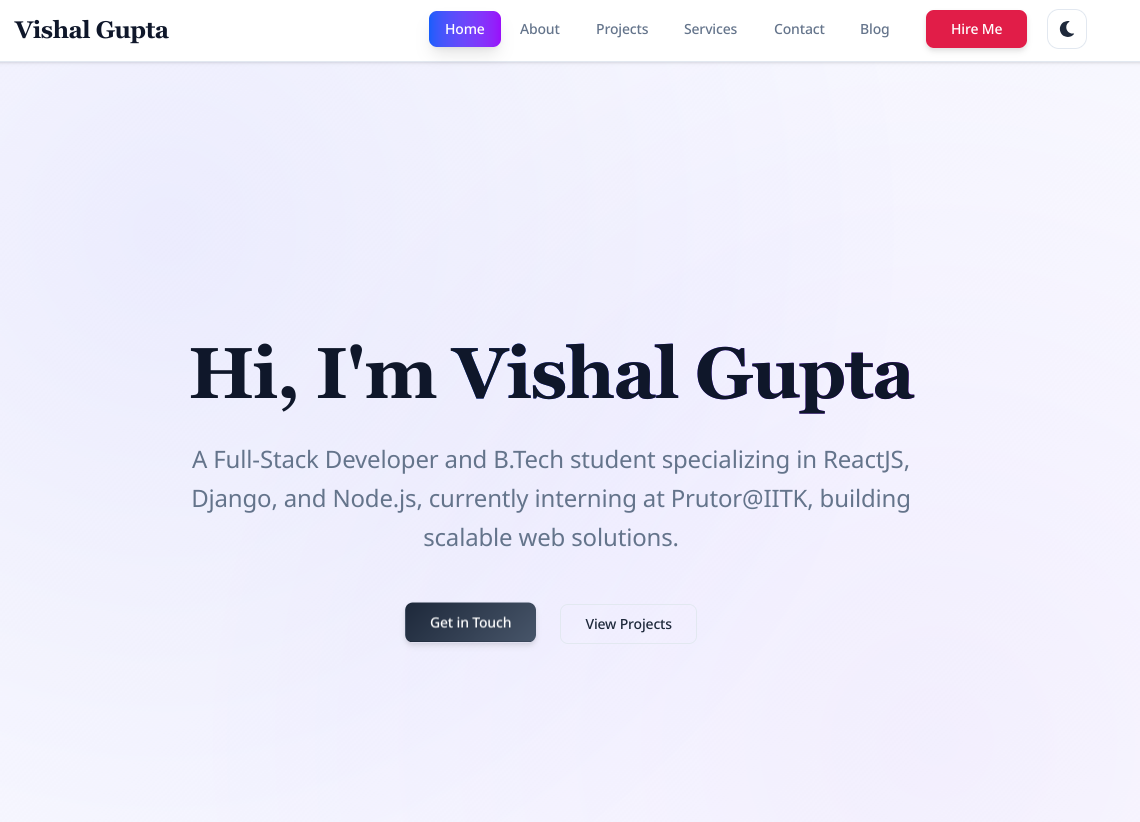 Vishal Gupta
Home About Projects Services Contact Blog Hire Me
Hi, I'm Vishal Gupta
A Full-Stack Developer and B.Tech student specializing in ReactJS,
Django, and Node.js, currently interning at Prutor@IITK, building
scalable web solutions.
Get in Touch View Projects